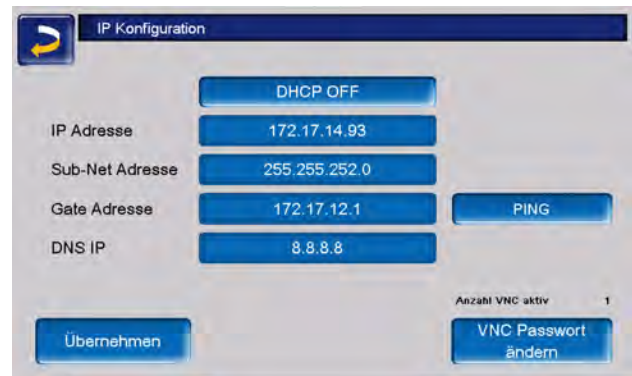 IP Konfiguration
DHCP OFF
IP Adresse 172.17.14.93
Sub-Net Adresse 255.255.252.0
Gate Adresse 172.17.12.1 PING
DNS IP 8.8.8.8
Anzahl VNC aktiv 1
Übernehmen
VNC Passwort
ändern